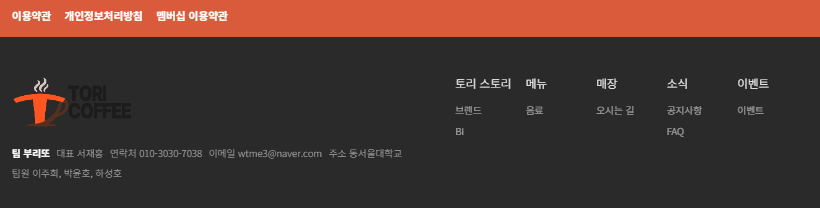 이용약관 개인정보처리방침 멤버십 이용약관
TORI
COFFEE
토리 스토리 메뉴 매장 소식 이벤트
브랜드 음료 오시는 길 공지사항 이벤트
BI FAQ
팀 부리또 대표 서재홍 연락처 010-3030-7038 이메일 wtme3@naver.com 주소 동서울대학교
팀원 이주희, 박윤호, 하성호